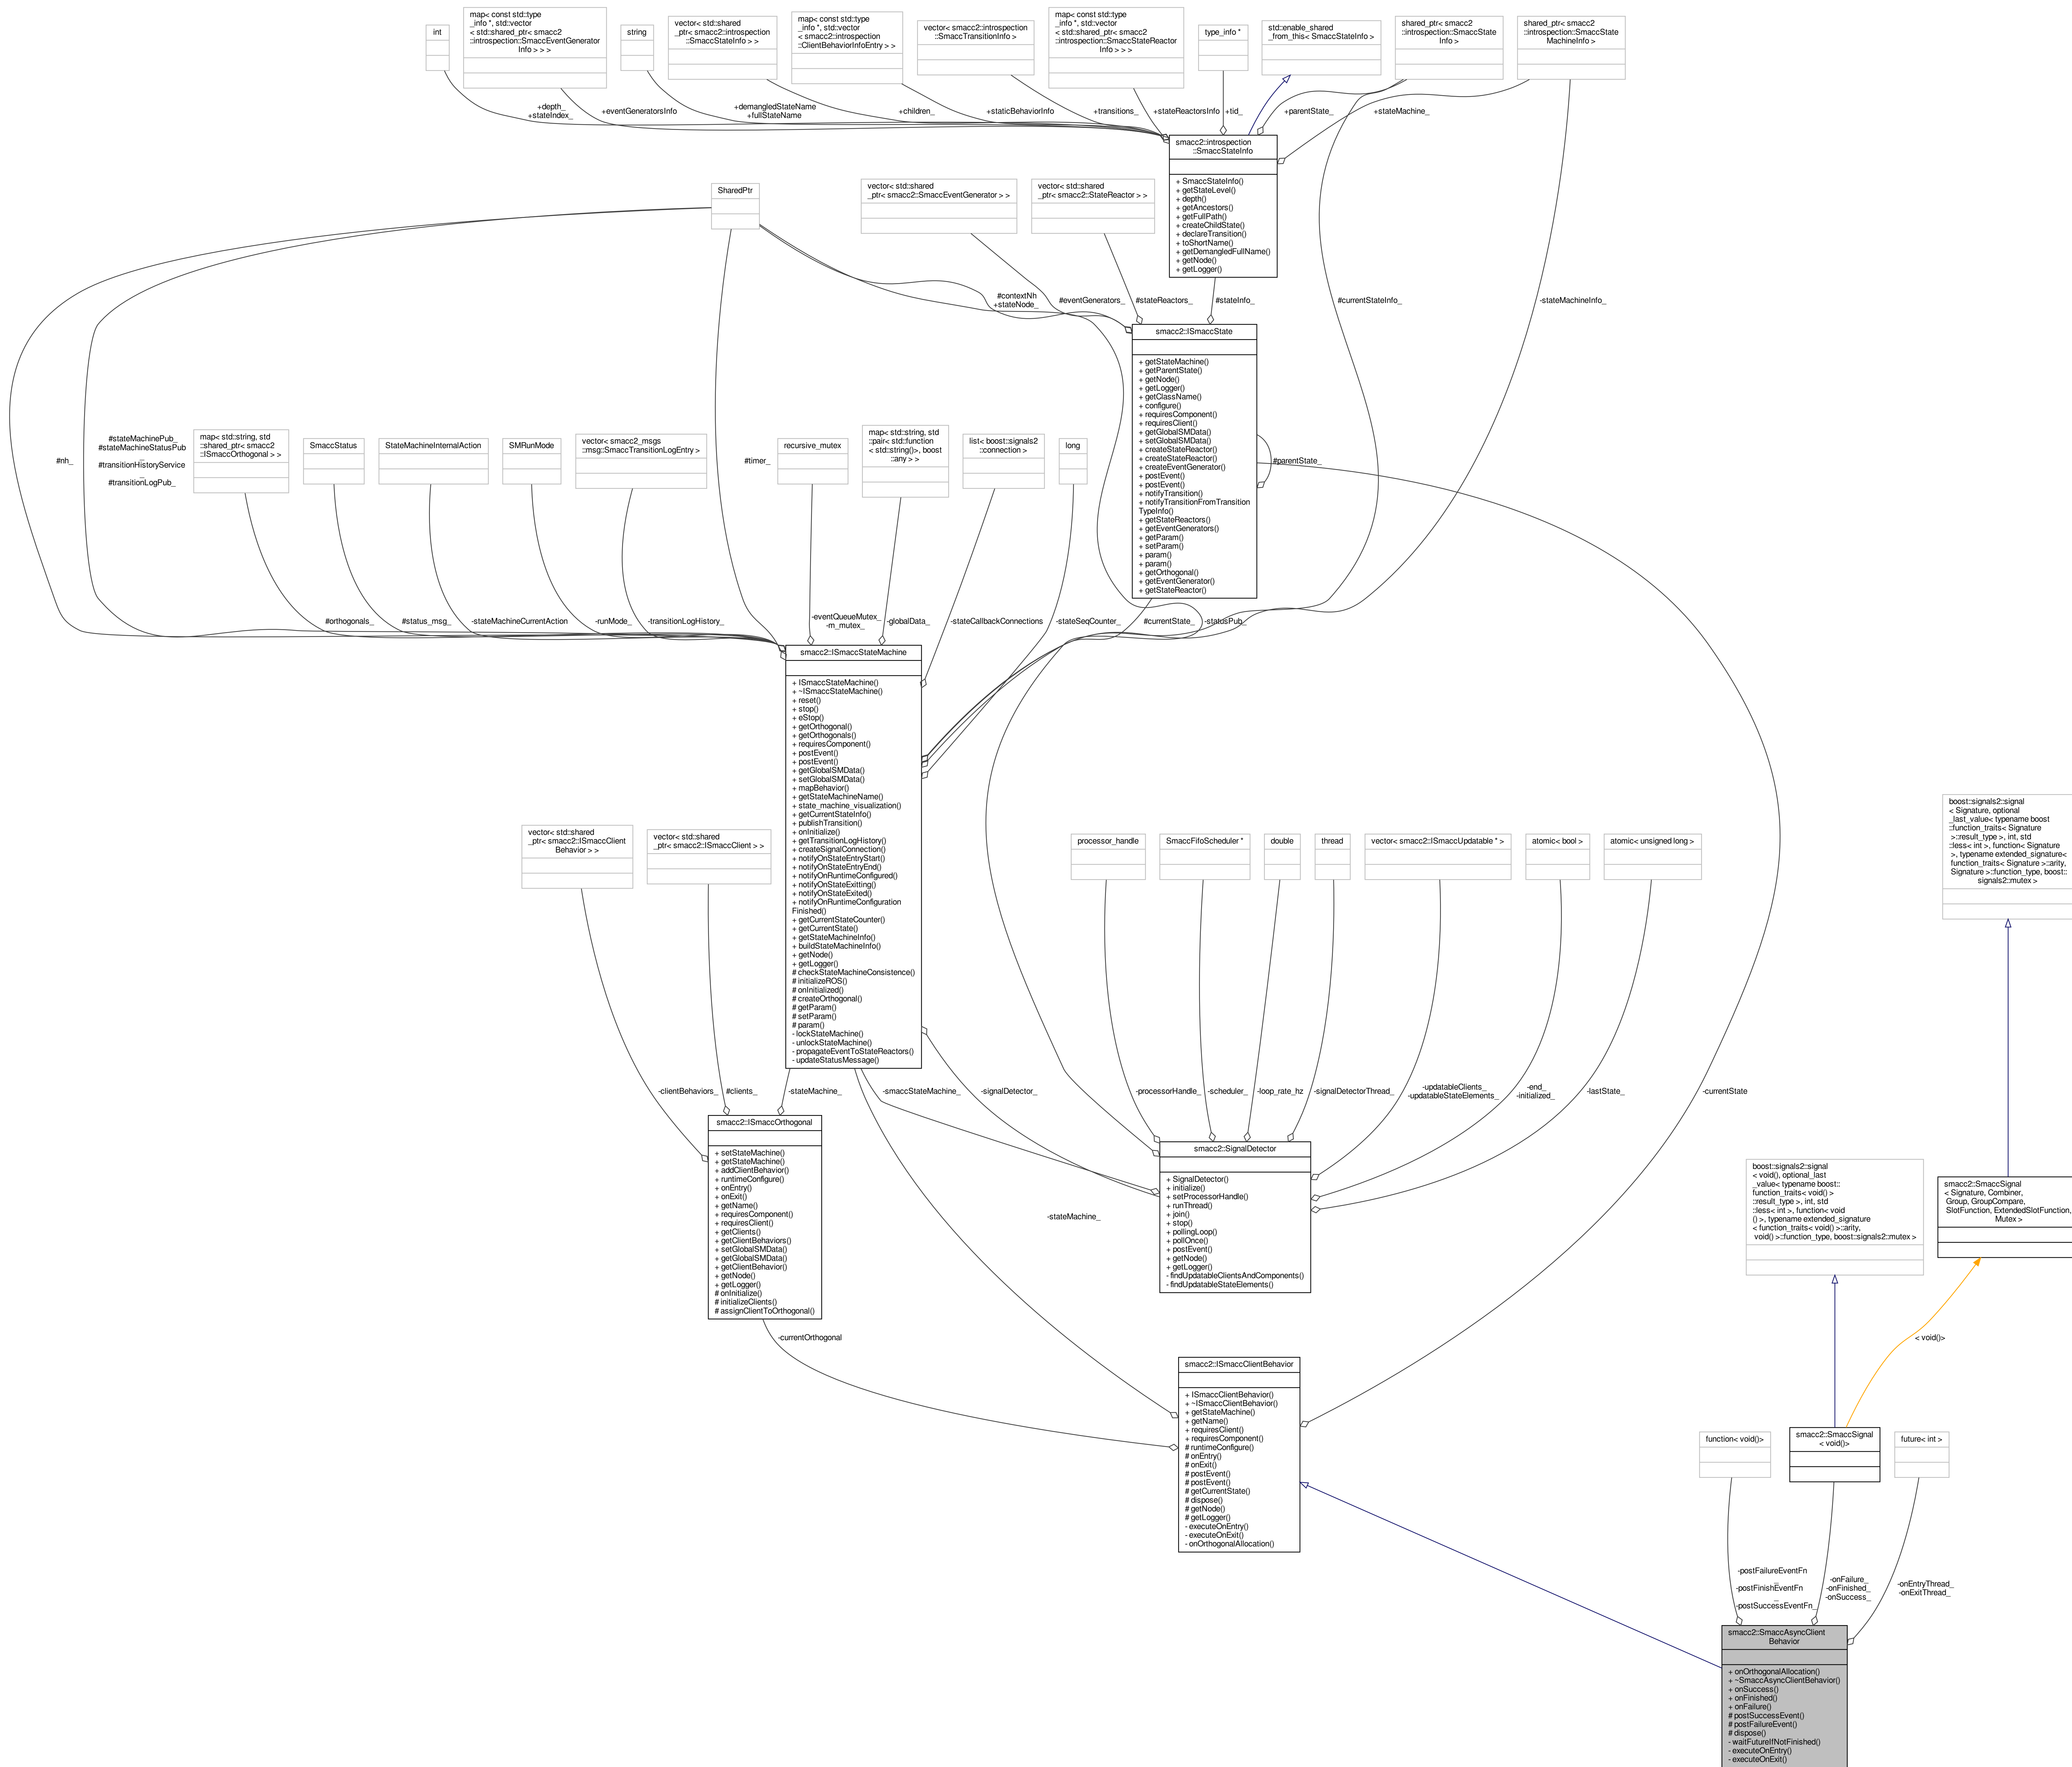 int
map< const std::type
_info *, std::vector
< std::shared_ptr< smacc2
::introspection::SmaccEventGenerator
Info > > >
string
vector< std::shared
_ptr< smacc2::introspection
::SmaccStateInfo > >
map< const std::type
_info *, std::vector
< smacc2::introspection
::ClientBehaviorInfoEntry > >
vector< smacc2::introspection
::SmaccTransitionInfo >
map< const std::type
_info *, std::vector
< std::shared_ptr< smacc2
::introspection::SmaccStateReactor
Info > > >
type_info *
std::enable_shared
_from_this< SmaccStateInfo >
shared_ptr< smacc2
::introspection::SmaccState
Info >
shared_ptr< smacc2
::introspection::SmaccState
MachineInfo >
+depth_
+stateIndex_
+eventGeneratorsInfo
+demangledStateName
+fullStateName
+children_
+staticBehaviorInfo
+transitions_
+stateReactorsInfo
+tid_
+parentState_
+stateMachine_
smacc2::introspection
::SmaccStateInfo
+ SmaccStateInfo()
+ getStateLevel()
+ depth()
+ getAncestors()
+ getFullPath()
+ createChildState()
+ declareTransition()
+ toShortName()
+ getDemangledFullName()
+ getNode()
+ getLogger()
SharedPtr
vector< std::shared
_ptr< smacc2::SmaccEventGenerator > >
vector< std::shared
_ptr< smacc2::StateReactor > >
#contextNh
+stateNode_
#eventGenerators_
#stateReactors_
#stateInfo_
#currentStateInfo_
-stateMachineInfo_
smacc2::ISmaccState
+ getStateMachine()
+ getParentState()
+ getNode()
+ getLogger()
+ getClassName()
+ configure()
+ requiresComponent()
+ requiresClient()
+ getGlobalSMData()
+ setGlobalSMData()
+ createStateReactor()
+ createStateReactor()
+ createEventGenerator()
+ postEvent()
+ postEvent()
+ notifyTransition()
+ notifyTransitionFromTransition
TypeInfo()
+ getStateReactors()
+ getEventGenerators()
+ getParam()
+ setParam()
+ param()
+ param()
+ getOrthogonal()
+ getEventGenerator()
+ getStateReactor()
#parentState_
#nh_
#stateMachinePub_
#stateMachineStatusPub
_
#transitionHistoryService
_
#transitionLogPub_
map< std::string, std
::shared_ptr< smacc2
::ISmaccOrthogonal > >
SmaccStatus
StateMachineInternalAction
SMRunMode
vector< smacc2_msgs
::msg::SmaccTransitionLogEntry >
#timer_
recursive_mutex
map< std::string, std
::pair< std::function
< std::string()>, boost
::any > >
list< boost::signals2
::connection >
long
#orthogonals_
#status_msg_
-stateMachineCurrentAction
-runMode_
-transitionLogHistory_
-eventQueueMutex_
-m_mutex_
-globalData_
-stateCallbackConnections
-stateSeqCounter_
#currentState_
-statusPub_
smacc2::ISmaccStateMachine
+ ISmaccStateMachine()
+ ~ISmaccStateMachine()
+ reset()
+ stop()
+ eStop()
+ getOrthogonal()
+ getOrthogonals()
+ requiresComponent()
+ postEvent()
+ postEvent()
+ getGlobalSMData()
+ setGlobalSMData()
+ mapBehavior()
+ getStateMachineName()
+ state_machine_visualization()
+ getCurrentStateInfo()
+ publishTransition()
+ onInitialize()
+ getTransitionLogHistory()
+ createSignalConnection()
+ notifyOnStateEntryStart()
+ notifyOnStateEntryEnd()
+ notifyOnRuntimeConfigured()
+ notifyOnStateExitting()
+ notifyOnStateExited()
+ notifyOnRuntimeConfiguration
Finished()
+ getCurrentStateCounter()
+ getCurrentState()
+ getStateMachineInfo()
+ buildStateMachineInfo()
+ getNode()
+ getLogger()
# checkStateMachineConsistence()
# initializeROS()
# onInitialized()
# createOrthogonal()
# getParam()
# setParam()
# param()
- lockStateMachine()
- unlockStateMachine()
- propagateEventToStateReactors()
- updateStatusMessage()
vector< std::shared
_ptr< smacc2::ISmaccClient
Behavior > >
vector< std::shared
_ptr< smacc2::ISmaccClient > >
processor_handle
SmaccFifoScheduler *
double
thread
vector< smacc2::ISmaccUpdatable * >
atomic< bool >
atomic< unsigned long >
boost::signals2::signal
< Signature, optional
_last_value< typename boost
::function_traits< Signature
>::result_type >, int, std
::less< int >, function< Signature
>, typename extended_signature<
function_traits< Signature >::arity,
Signature >::function_type, boost::
signals2::mutex >
-clientBehaviors_
#clients_
-stateMachine_
-smaccStateMachine_
-signalDetector_
-processorHandle_
-scheduler_
-loop_rate_hz
-signalDetectorThread_
-updatableClients_
-updatableStateElements_
-end_
-initialized_
-lastState_
-currentState
smacc2::ISmaccOrthogonal
+ setStateMachine()
+ getStateMachine()
+ addClientBehavior()
+ runtimeConfigure()
+ onEntry()
+ onExit()
+ getName()
+ requiresComponent()
+ requiresClient()
+ getClients()
+ getClientBehaviors()
+ setGlobalSMData()
+ getGlobalSMData()
+ getClientBehavior()
+ getNode()
+ getLogger()
# onInitialize()
# initializeClients()
# assignClientToOrthogonal()
smacc2::SignalDetector
+ SignalDetector()
+ initialize()
+ setProcessorHandle()
+ runThread()
+ join()
+ stop()
+ pollingLoop()
+ pollOnce()
+ postEvent()
+ getNode()
+ getLogger()
- findUpdatableClientsAndComponents()
- findUpdatableStateElements()
boost::signals2::signal
< void(), optional_last
_value< typename boost::
function_traits< void() >
::result_type >, int, std
::less< int >, function< void
() >, typename extended_signature
< function_traits< void() >::arity,
void() >::function_type, boost::signals2::mutex >
smacc2::SmaccSignal
< Signature, Combiner,
Group, GroupCompare,
SlotFunction, ExtendedSlotFunction,
Mutex >
-stateMachine_
-currentOrthogonal
< void()>
smacc2::ISmaccClientBehavior
+ ISmaccClientBehavior()
+ ~ISmaccClientBehavior()
+ getStateMachine()
+ getName()
+ requiresClient()
+ requiresComponent()
# runtimeConfigure()
# onEntry()
# onExit()
# postEvent()
# postEvent()
# getCurrentState()
# dispose()
# getNode()
# getLogger()
- executeOnEntry()
- executeOnExit()
- onOrthogonalAllocation()
function< void()>
smacc2::SmaccSignal
< void()>
future< int >
-postFailureEventFn
_
-postFinishEventFn
_
-postSuccessEventFn_
-onFailure_
-onFinished_
-onSuccess_
-onEntryThread_
-onExitThread_
smacc2::SmaccAsyncClient
Behavior
+ onOrthogonalAllocation()
+ ~SmaccAsyncClientBehavior()
+ onSuccess()
+ onFinished()
+ onFailure()
# postSuccessEvent()
# postFailureEvent()
# dispose()
- waitFutureIfNotFinished()
- executeOnEntry()
- executeOnExit()